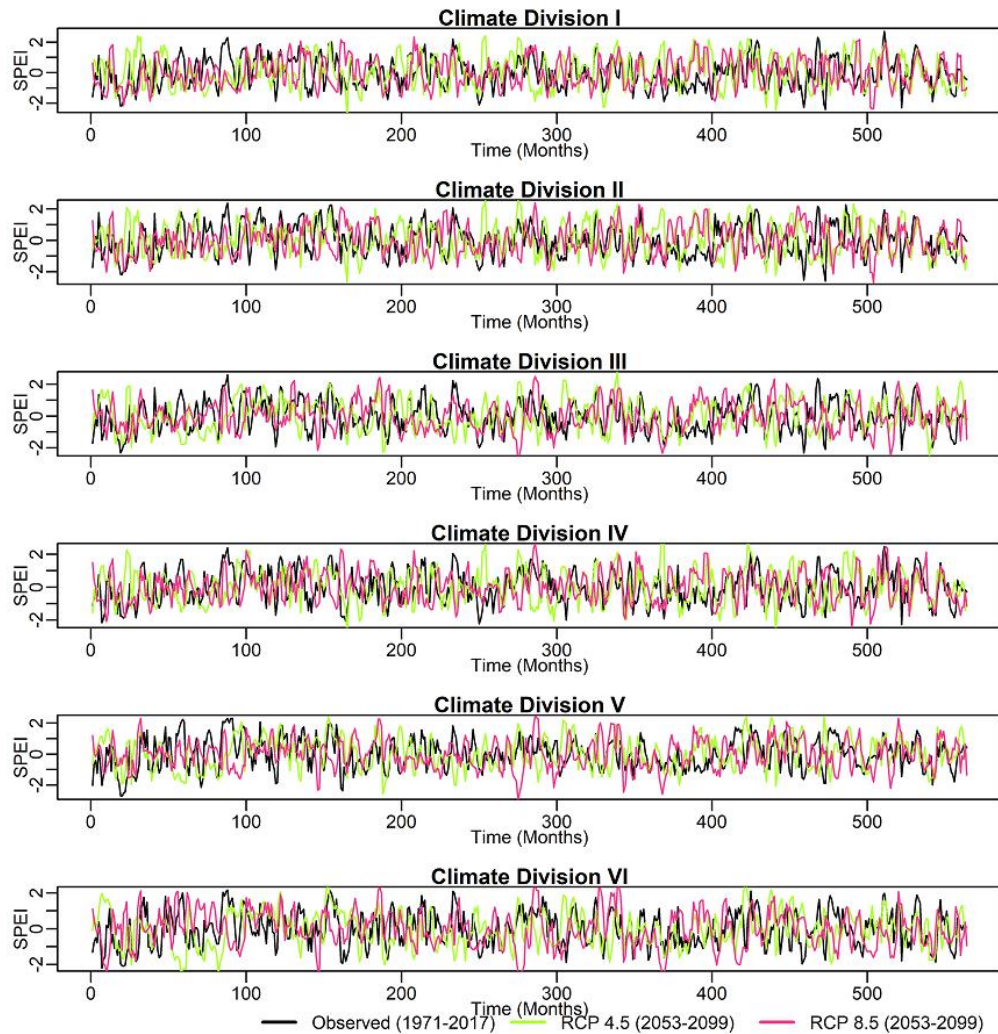 Climate Division I
SPEI
2
0
-2
0 100 200 300 400 500
Time (Months)
Climate Division II
SPEI
2
0
-2
0 100 200 300 400 500
Time (Months)
Climate Division III
SPEI
2
0
-2
0 100 200 300 400 500
Time (Months)
Climate Division IV
SPEI
2
0
-2
0 100 200 300 400 500
Time (Months)
Climate Division V
SPEI
2
0
-2
0 100 200 300 400 500
Time (Months)
Climate Division VI
SPEI
2
0
-2
0 100 200 300 400 500
Time (Months)
Observed (1971-2017) RCP 4.5 (2053-2099) RCP 8.5 (2053-2099)